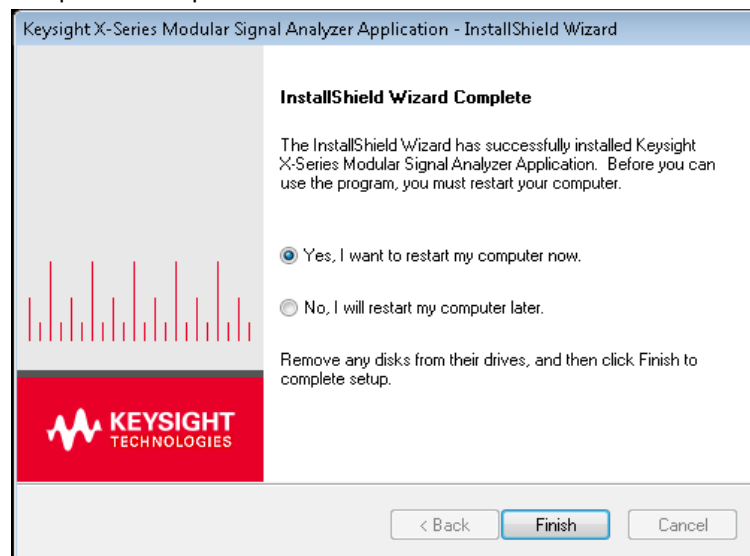 Keysight X-Series Modular Signal Analyzer Application - InstallShield Wizard
InstallShield Wizard Complete
The InstallShield Wizard has successfully installed Keysight
X-Series Modular Signal Analyzer Application. Before you can
use the program, you must restart your computer.
Yes, I want to restart my computer now.
No, I will restart my computer later.
Remove any disks from their drives, and then click Finish to
complete setup.
KEYSIGHT
TECHNOLOGIES
< Back Finish Cancel